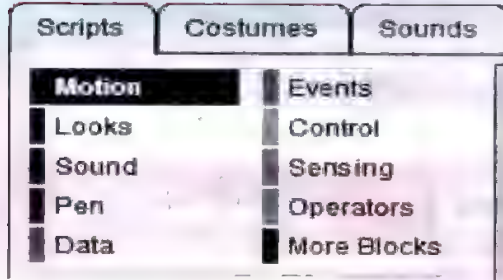 Scripts Costumes Sounds
Motion Events
Looks Control
Sound Sensing
Pen Operators
Data More Blocks